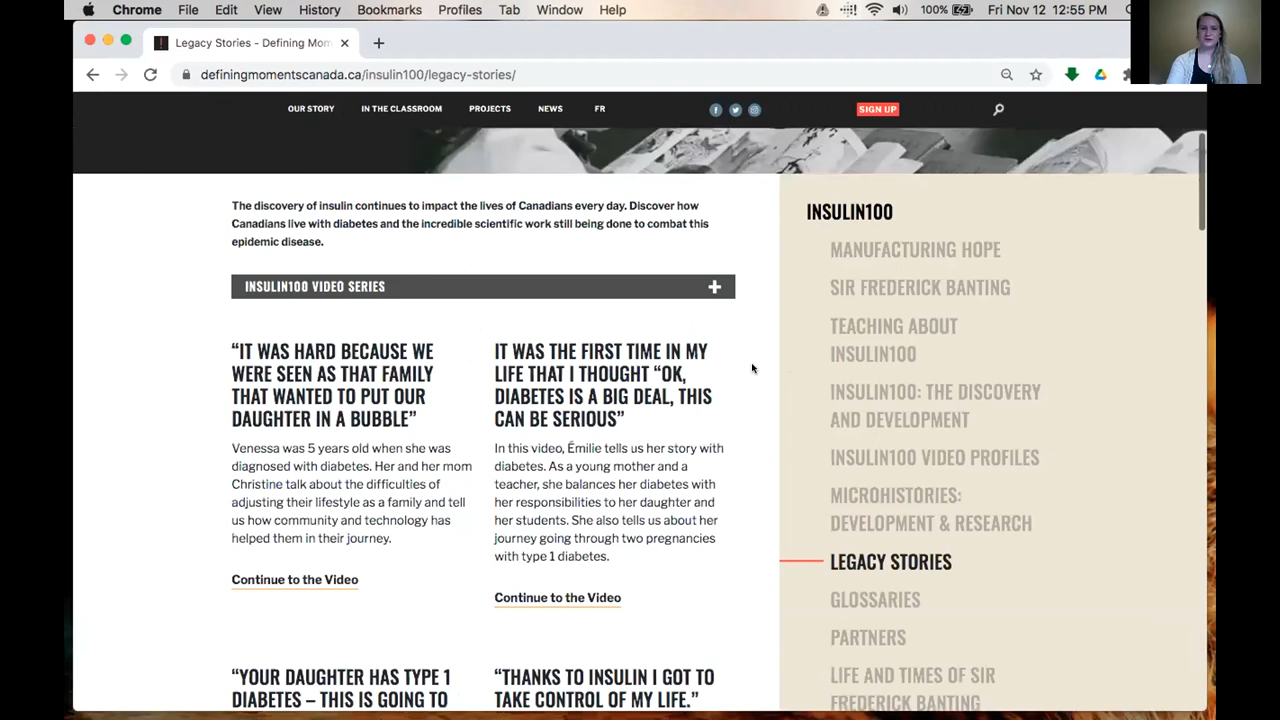 Chrome File Edit View History Bookmarks Profiles Tab Window Help 100% Fri Nov 12 12:55 PM
Legacy Stories - Defining Mom
definingmomentscanada.ca/insulin100/legacy-stories/
OUR STORY IN THE CLASSROOM PROJECTS NEWS FR SIGN UP
The discovery of insulin continues to impact the lives of Canadians every day. Discover how
Canadians live with diabetes and the incredible scientific work still being done to combat this
epidemic disease.
INSULIN100 VIDEO SERIES
“IT WAS HARD BECAUSE WE
WERE SEEN AS THAT FAMILY
THAT WANTED TO PUT OUR
DAUGHTER IN A BUBBLE”
Venessa was 5 years old when she was
diagnosed with diabetes. Her and her mom
Christine talk about the difficulties of
adjusting their lifestyle as a family and tell
us how community and technology has
helped them in their journey.
Continue to the Video
IT WAS THE FIRST TIME IN MY
LIFE THAT I THOUGHT “OK,
DIABETES IS A BIG DEAL, THIS
CAN BE SERIOUS”
In this video, Émilie tells us her story with
diabetes. As a young mother and a
teacher, she balances her diabetes with
her responsibilities to her daughter and
her students. She also tells us about her
journey going through two pregnancies
with type 1 diabetes.
Continue to the Video
“YOUR DAUGHTER HAS TYPE 1
DIABETES – THIS IS GOING TO
“THANKS TO INSULIN I GOT TO
TAKE CONTROL OF MY LIFE.”
INSULIN100
MANUFACTURING HOPE
SIR FREDERICK BANTING
TEACHING ABOUT
INSULIN100
INSULIN100: THE DISCOVERY
AND DEVELOPMENT
INSULIN100 VIDEO PROFILES
MICROHISTORIES:
DEVELOPMENT & RESEARCH
LEGACY STORIES
GLOSSARIES
PARTNERS
LIFE AND TIMES OF SIR
FREDERICK BANTING